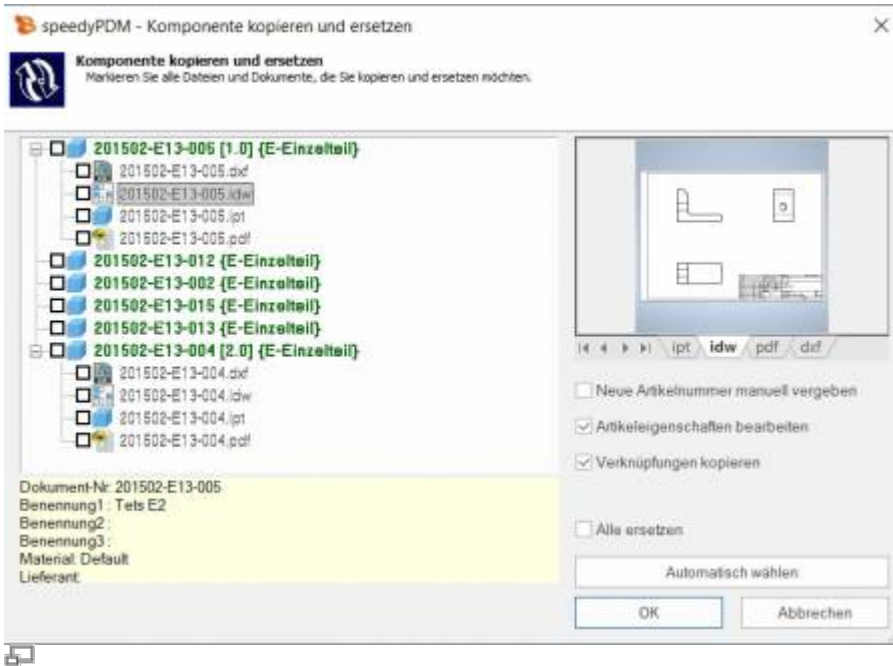 speedyPDM - Komponente kopieren und ersetzen
Komponente kopieren und ersetzen
Markieren Sie alle Dateien und Dokumente, die Sie kopieren und ersetzen möchten.
201502-E13-005 [1.0] {E-Einzelteil}
201502-E13-005.dxf
201502-E13-005.idw
201502-E13-005.ipt
201502-E13-005.pdf
201502-E13-012 {E-Einzelteil}
201502-E13-002 {E-Einzelteil}
201502-E13-015 {E-Einzelteil}
201502-E13-013 {E-Einzelteil}
201502-E13-004 [2.0] {E-Einzelteil}
201502-E13-004.dxf
201502-E13-004.idw
201502-E13-004.ipt
201502-E13-004.pdf
Dokument-Nr: 201502-E13-005
Benennung1 : Tets E2
Benennung2 :
Benennung3 :
Material: Default
Lieferant:
ipt idw pdf dxf
Neue Artikelnummer manuell vergeben
Artikeleigenschaften bearbeiten
Verknüpfungen kopieren
Alle ersetzen
Automatisch wählen
OK Abbrechen